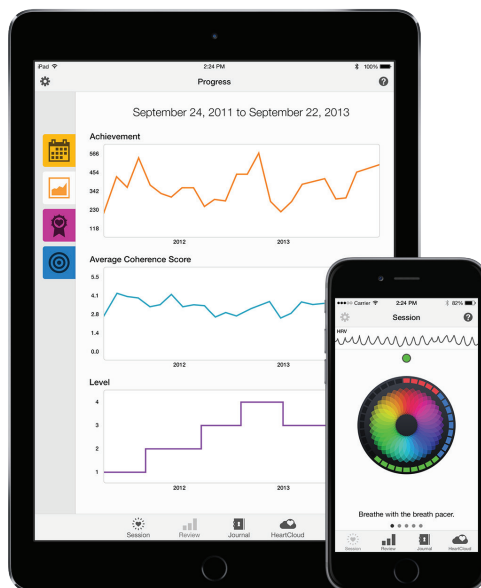 iPad 2:24 PM 100%
Progress
September 24, 2011 to September 22, 2013
Achievement
566
454
342
230
118
2012 2013
Average Coherence Score
5.5
4.1
2.8
1.4
0.0
2012 2013
Level
4
3
2
1
2012 2013
Session Review Journal HeartCloud
Carrier 2:24 PM 82%
Session
HRV
Breathe with the breath pacer.
Session Review Journal HeartCloud